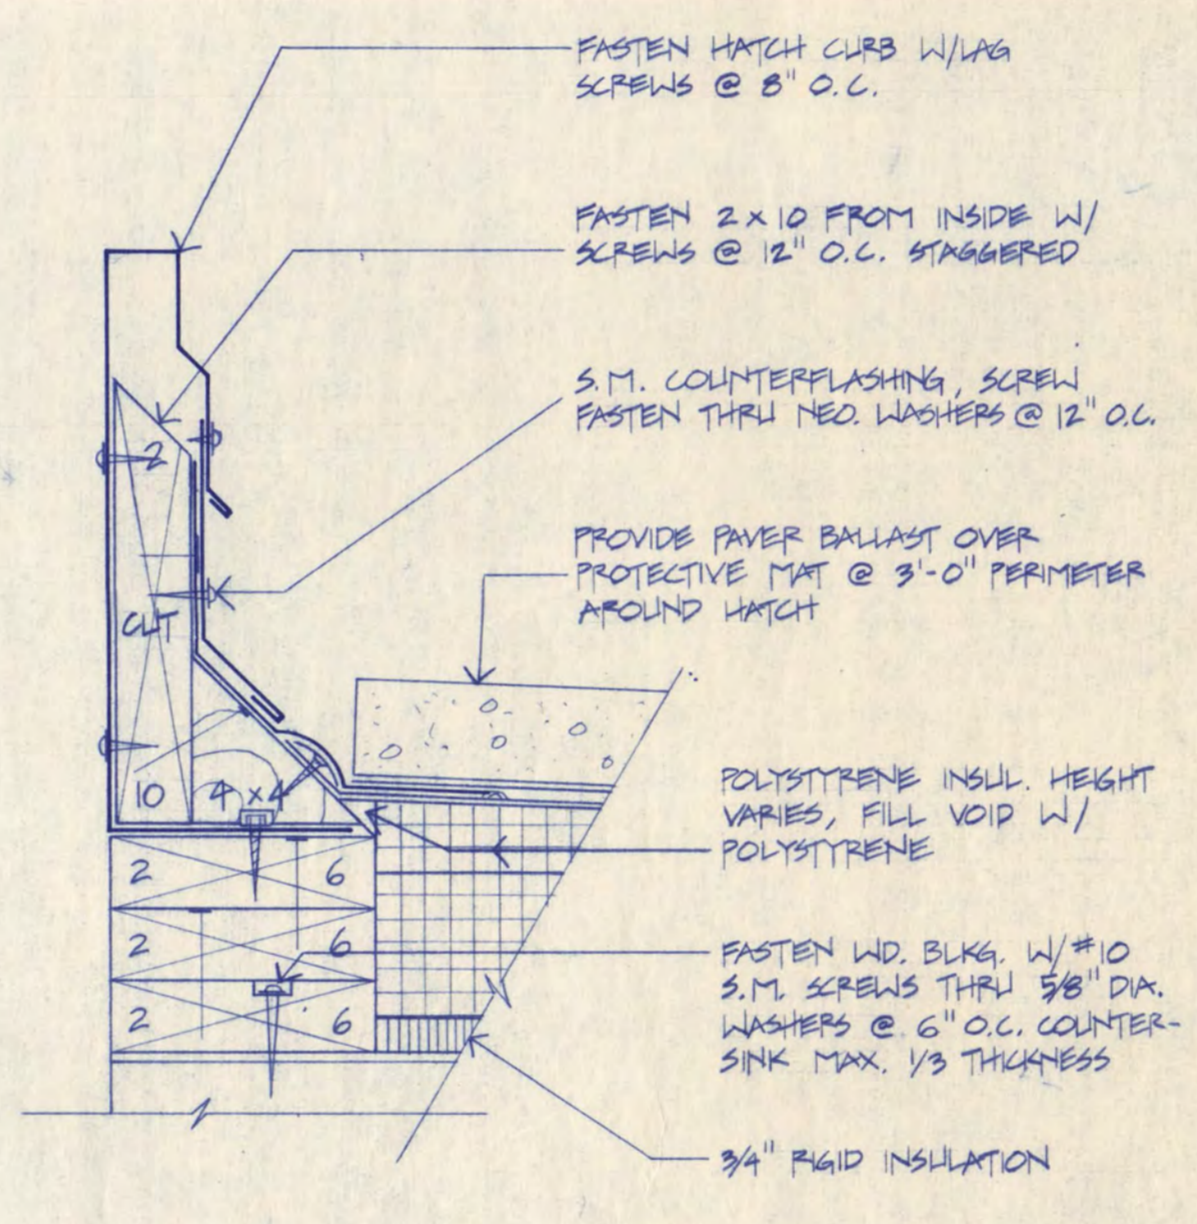 FASTEN HATCH CURB W/LAG
SCREWS @ 8" O.C.
FASTEN 2 x 10 FROM INSIDE W/
SCREWS @ 12" O.C. STAGGERED
S.M. COUNTERFLASHING, SCREW
FASTEN THRU NEO. WASHERS @ 12" O.C.
PROVIDE PAVER BALLAST OVER
PROTECTIVE MAT @ 3'-0" PERIMETER
AROUND HATCH
POLYSTYRENE INSUL. HEIGHT
VARIES, FILL VOID W/
POLYSTYRENE
FASTEN WD. BLKG. W/ #10
S.M. SCREWS THRU 5/8" DIA.
WASHERS @ 6" O.C. COUNTER-
SINK MAX. 1/3 THICKNESS
3/4" RIGID INSULATION
2
CUT
10
4 x 4
2 6
2 6
2 6